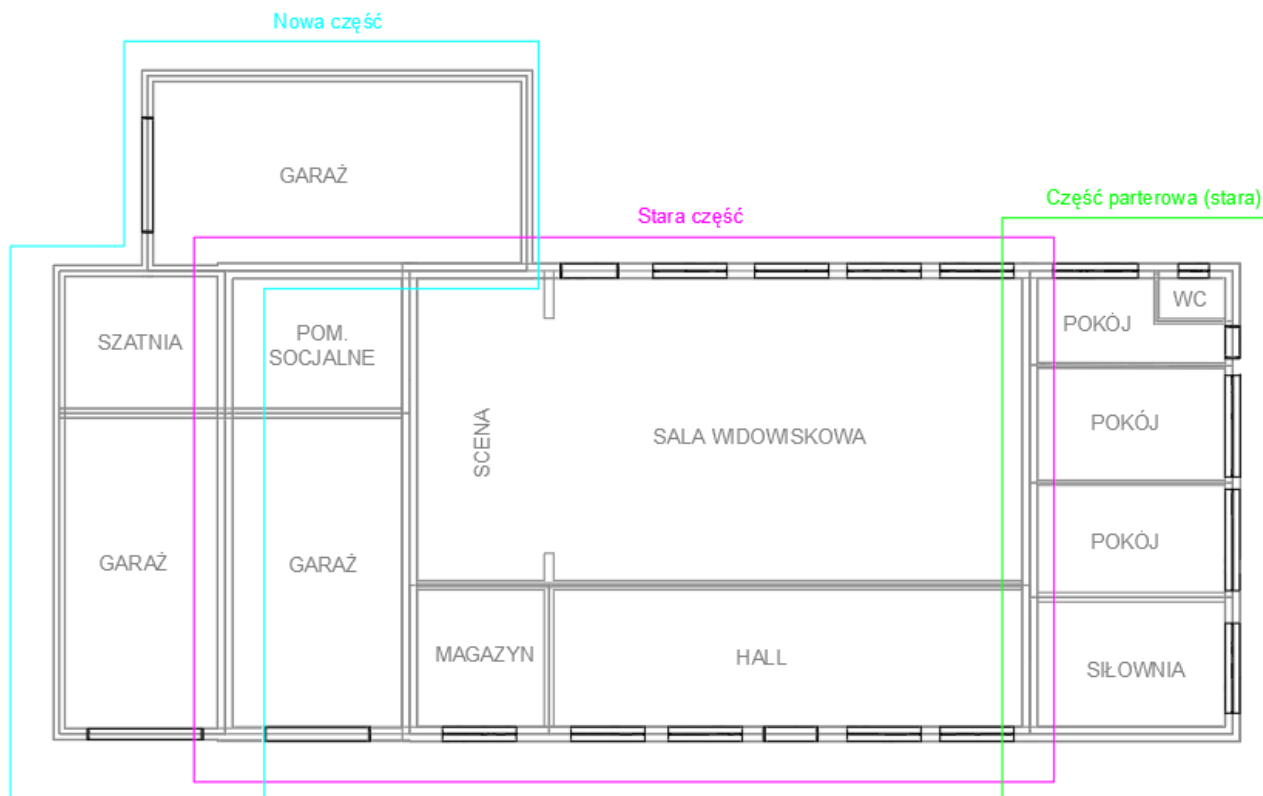 Nowa część
GARAŻ
Część parterowa (stara)
Stara część
WC
POKÓJ
SZATNIA
POM.
SOCJALNE
POKÓJ
SCENA
SALA WIDOWISKOWA
POKÓJ
GARAŻ
GARAŻ
MAGAZYN
HALL
SIŁOWNIA